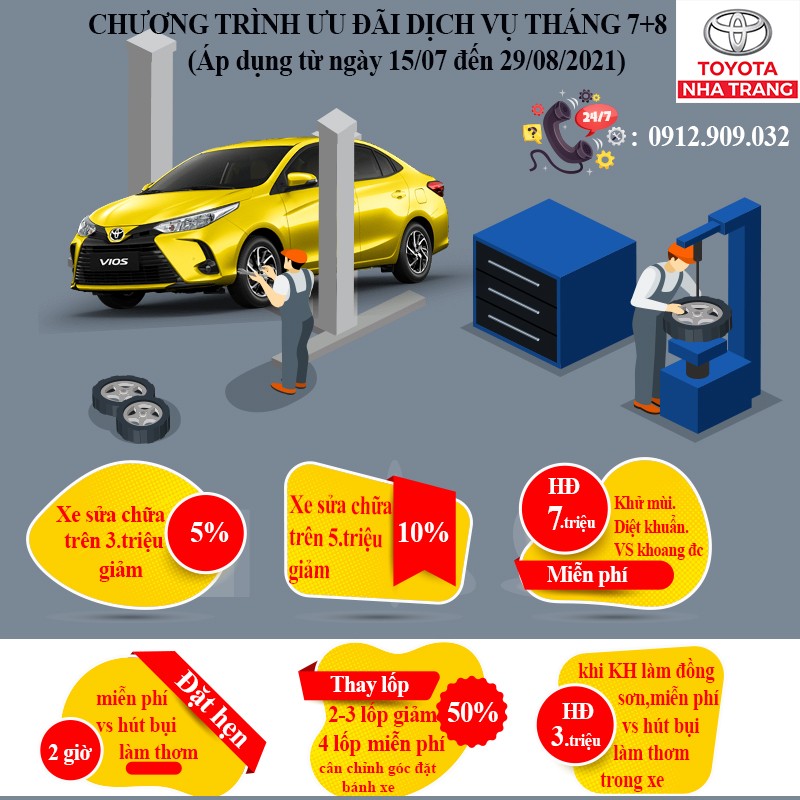 CHƯƠNG TRÌNH ƯU ĐÃI DỊCH VỤ THÁNG 7+8
(Áp dụng từ ngày 15/07 đến 29/08/2021)
TOYOTA
NHA TRANG
24/7
?
: 0912.909.032
VIOS
Xe sửa chữa
trên 3.triệu
giảm
5%
Xe sửa chữa
trên 5.triệu
giảm
10%
HĐ
7.triệu
Khử mùi.
Diệt khuẩn.
VS khoang đc
Miễn phí
Đặt hẹn
miễn phí
vs hút bụi
làm thơm
2 giờ
Thay lốp
2-3 lốp giảm
50%
4 lốp miễn phí
cân chỉnh góc đặt
bánh xe
HĐ
3.triệu
khi KH làm đồng
sơn,miễn phí
vs hút bụi
làm thơm
trong xe